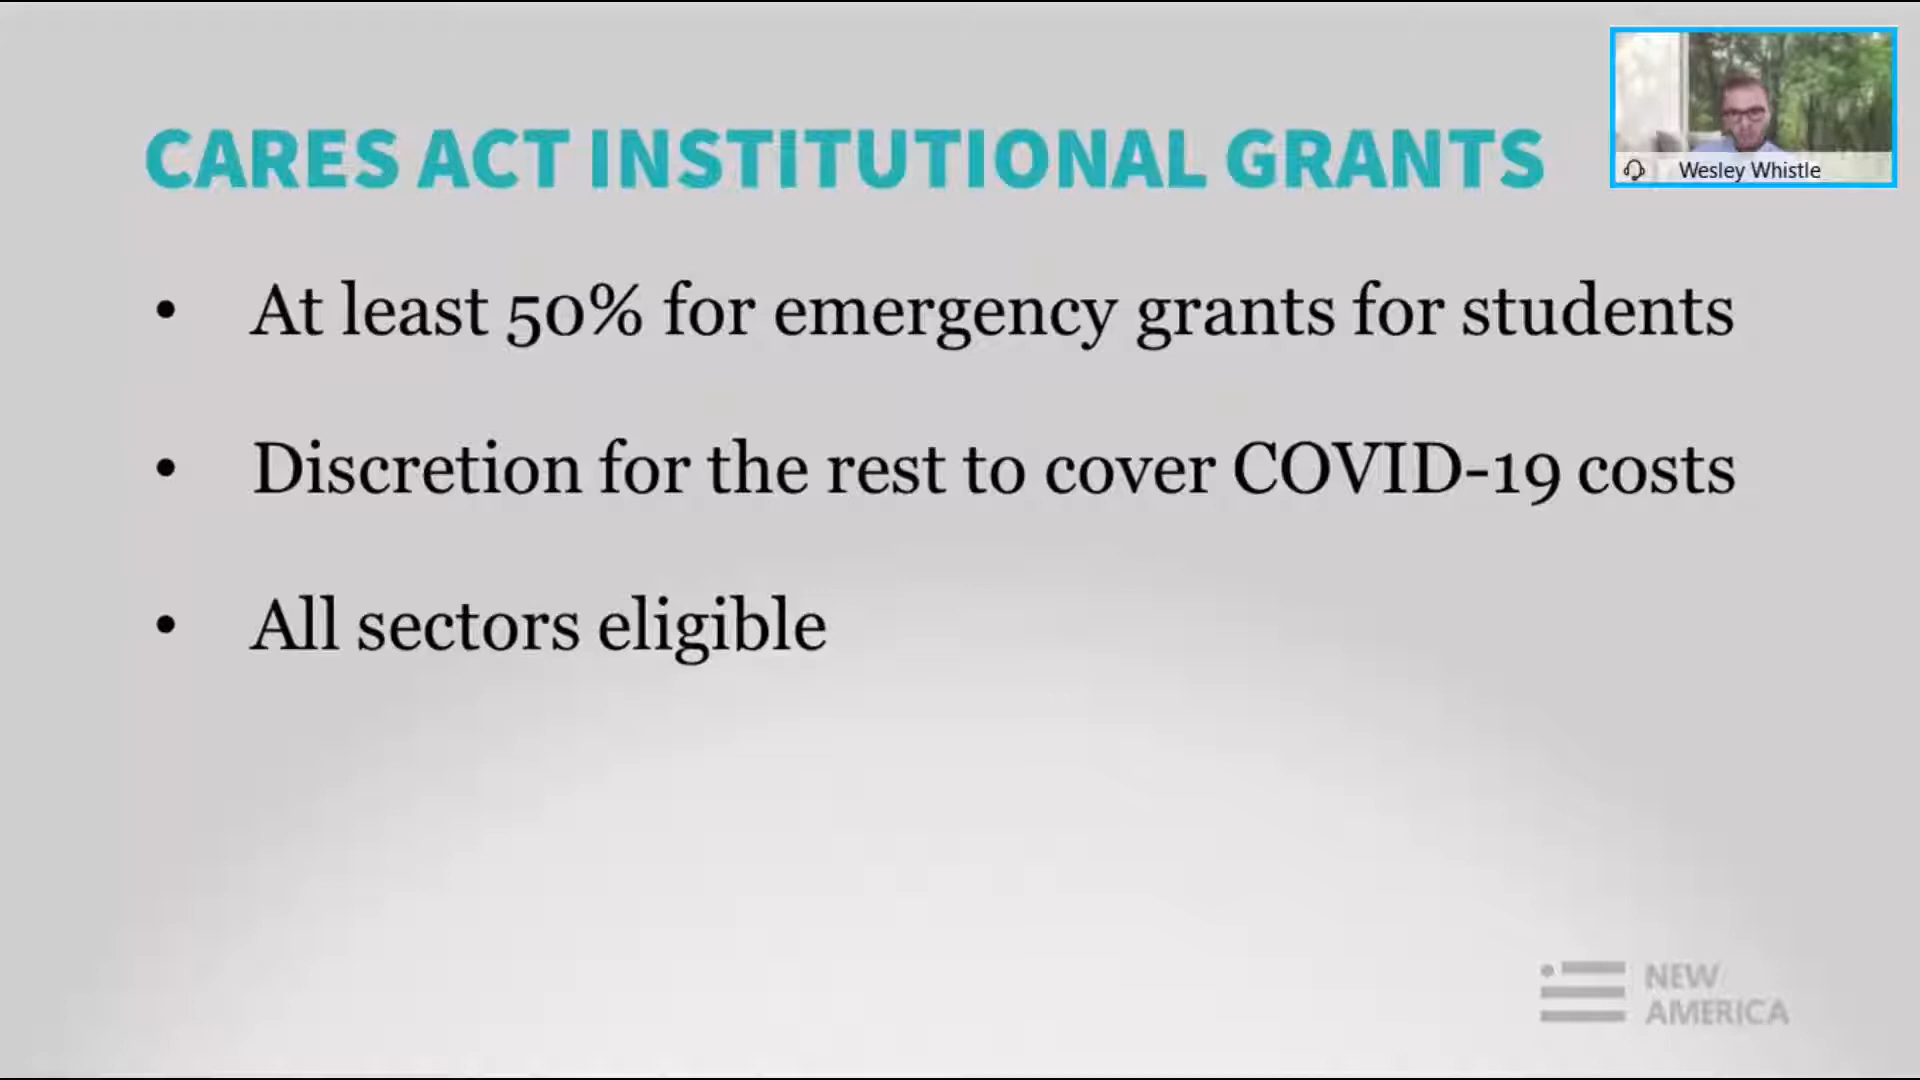 CARES ACT INSTITUTIONAL GRANTS
Wesley Whistle
• At least 50% for emergency grants for students
• Discretion for the rest to cover COVID-19 costs
• All sectors eligible
NEW
AMERICA